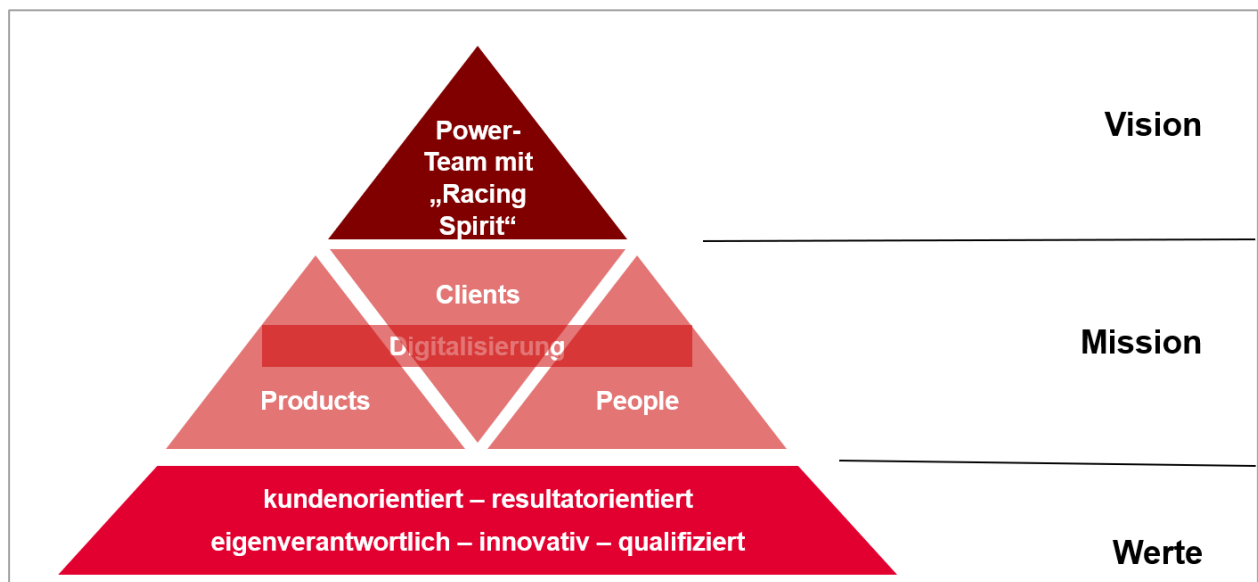 Power-
Team mit
„Racing
Spirit“
Vision
Clients
Digitalisierung
Mission
Products
People
kundenorientiert – resultatorientiert
eigenverantwortlich – innovativ – qualifiziert
Werte